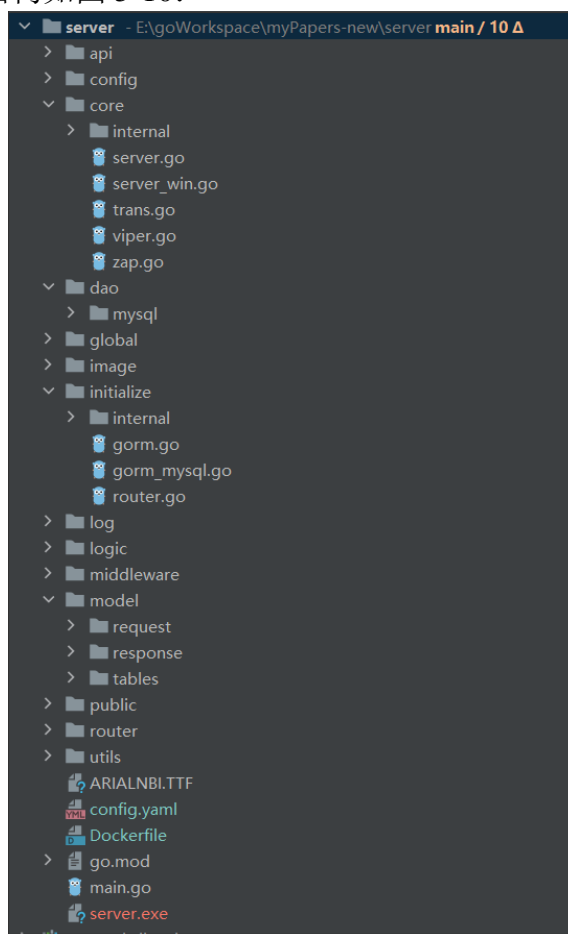 server - E:\goWorkspace\myPapers-new\server main / 10 Δ
api
config
core
internal
server.go
server_win.go
trans.go
viper.go
zap.go
dao
mysql
global
image
initialize
internal
gorm.go
gorm_mysql.go
router.go
log
logic
middleware
model
request
response
tables
public
router
utils
ARIALNBI.TTF
config.yaml
Dockerfile
go.mod
main.go
server.exe